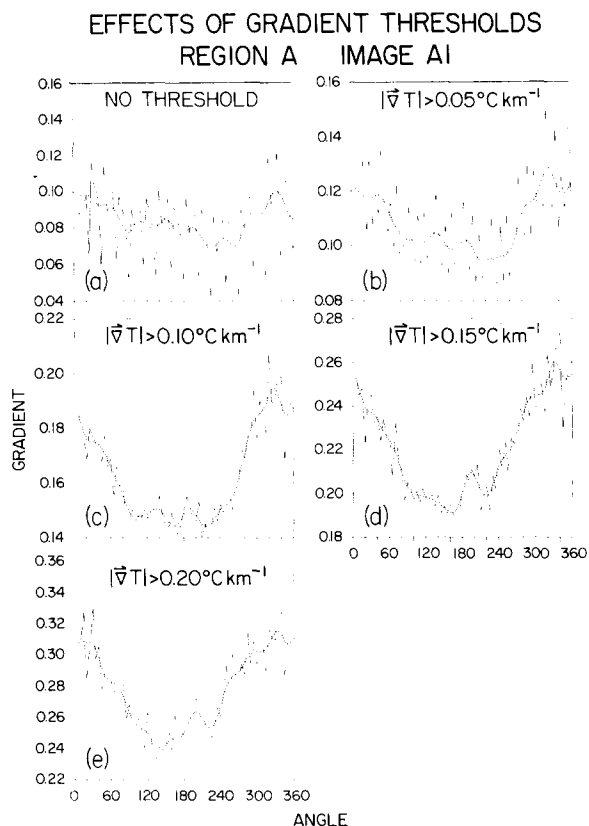 EFFECTS OF GRADIENT THRESHOLDS
REGION A IMAGE A1
0.16
NO THRESHOLD
0.14
0.12
0.10
0.08
0.06
0.04
(a)
0.16
|∇⃗T|>0.05°C km⁻¹
0.14
0.12
0.10
0.08
(b)
0.22
|∇⃗T|>0.10°C km⁻¹
0.20
0.18
0.16
0.14
(c)
0.28
|∇⃗T|>0.15°C km⁻¹
0.26
0.24
0.22
0.20
0.18
(d)
0 60 120 180 240 300 360
GRADIENT
0.36
|∇⃗T|>0.20°C km⁻¹
0.34
0.32
0.30
0.28
0.26
0.24
0.22
(e)
0 60 120 180 240 300 360
ANGLE